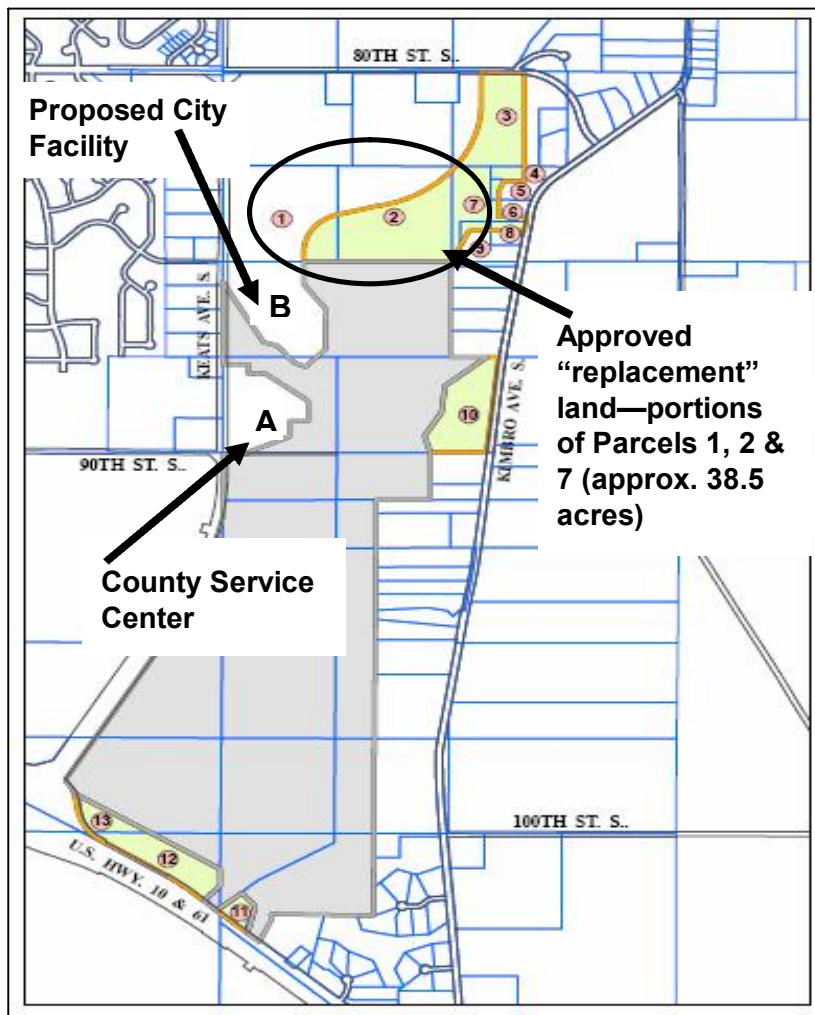 80TH ST. S..
Proposed City
Facility
3
4
5
7
6
1
2
8
9
B
KEATS AVE. S.
Approved
“replacement”
land—portions
of Parcels 1, 2 &
7 (approx. 38.5
acres)
10
A
KIMBRO AVE. S.
90TH ST. S..
County Service
Center
13
100TH ST. S..
12
U.S. HWY. 10 & 61
11